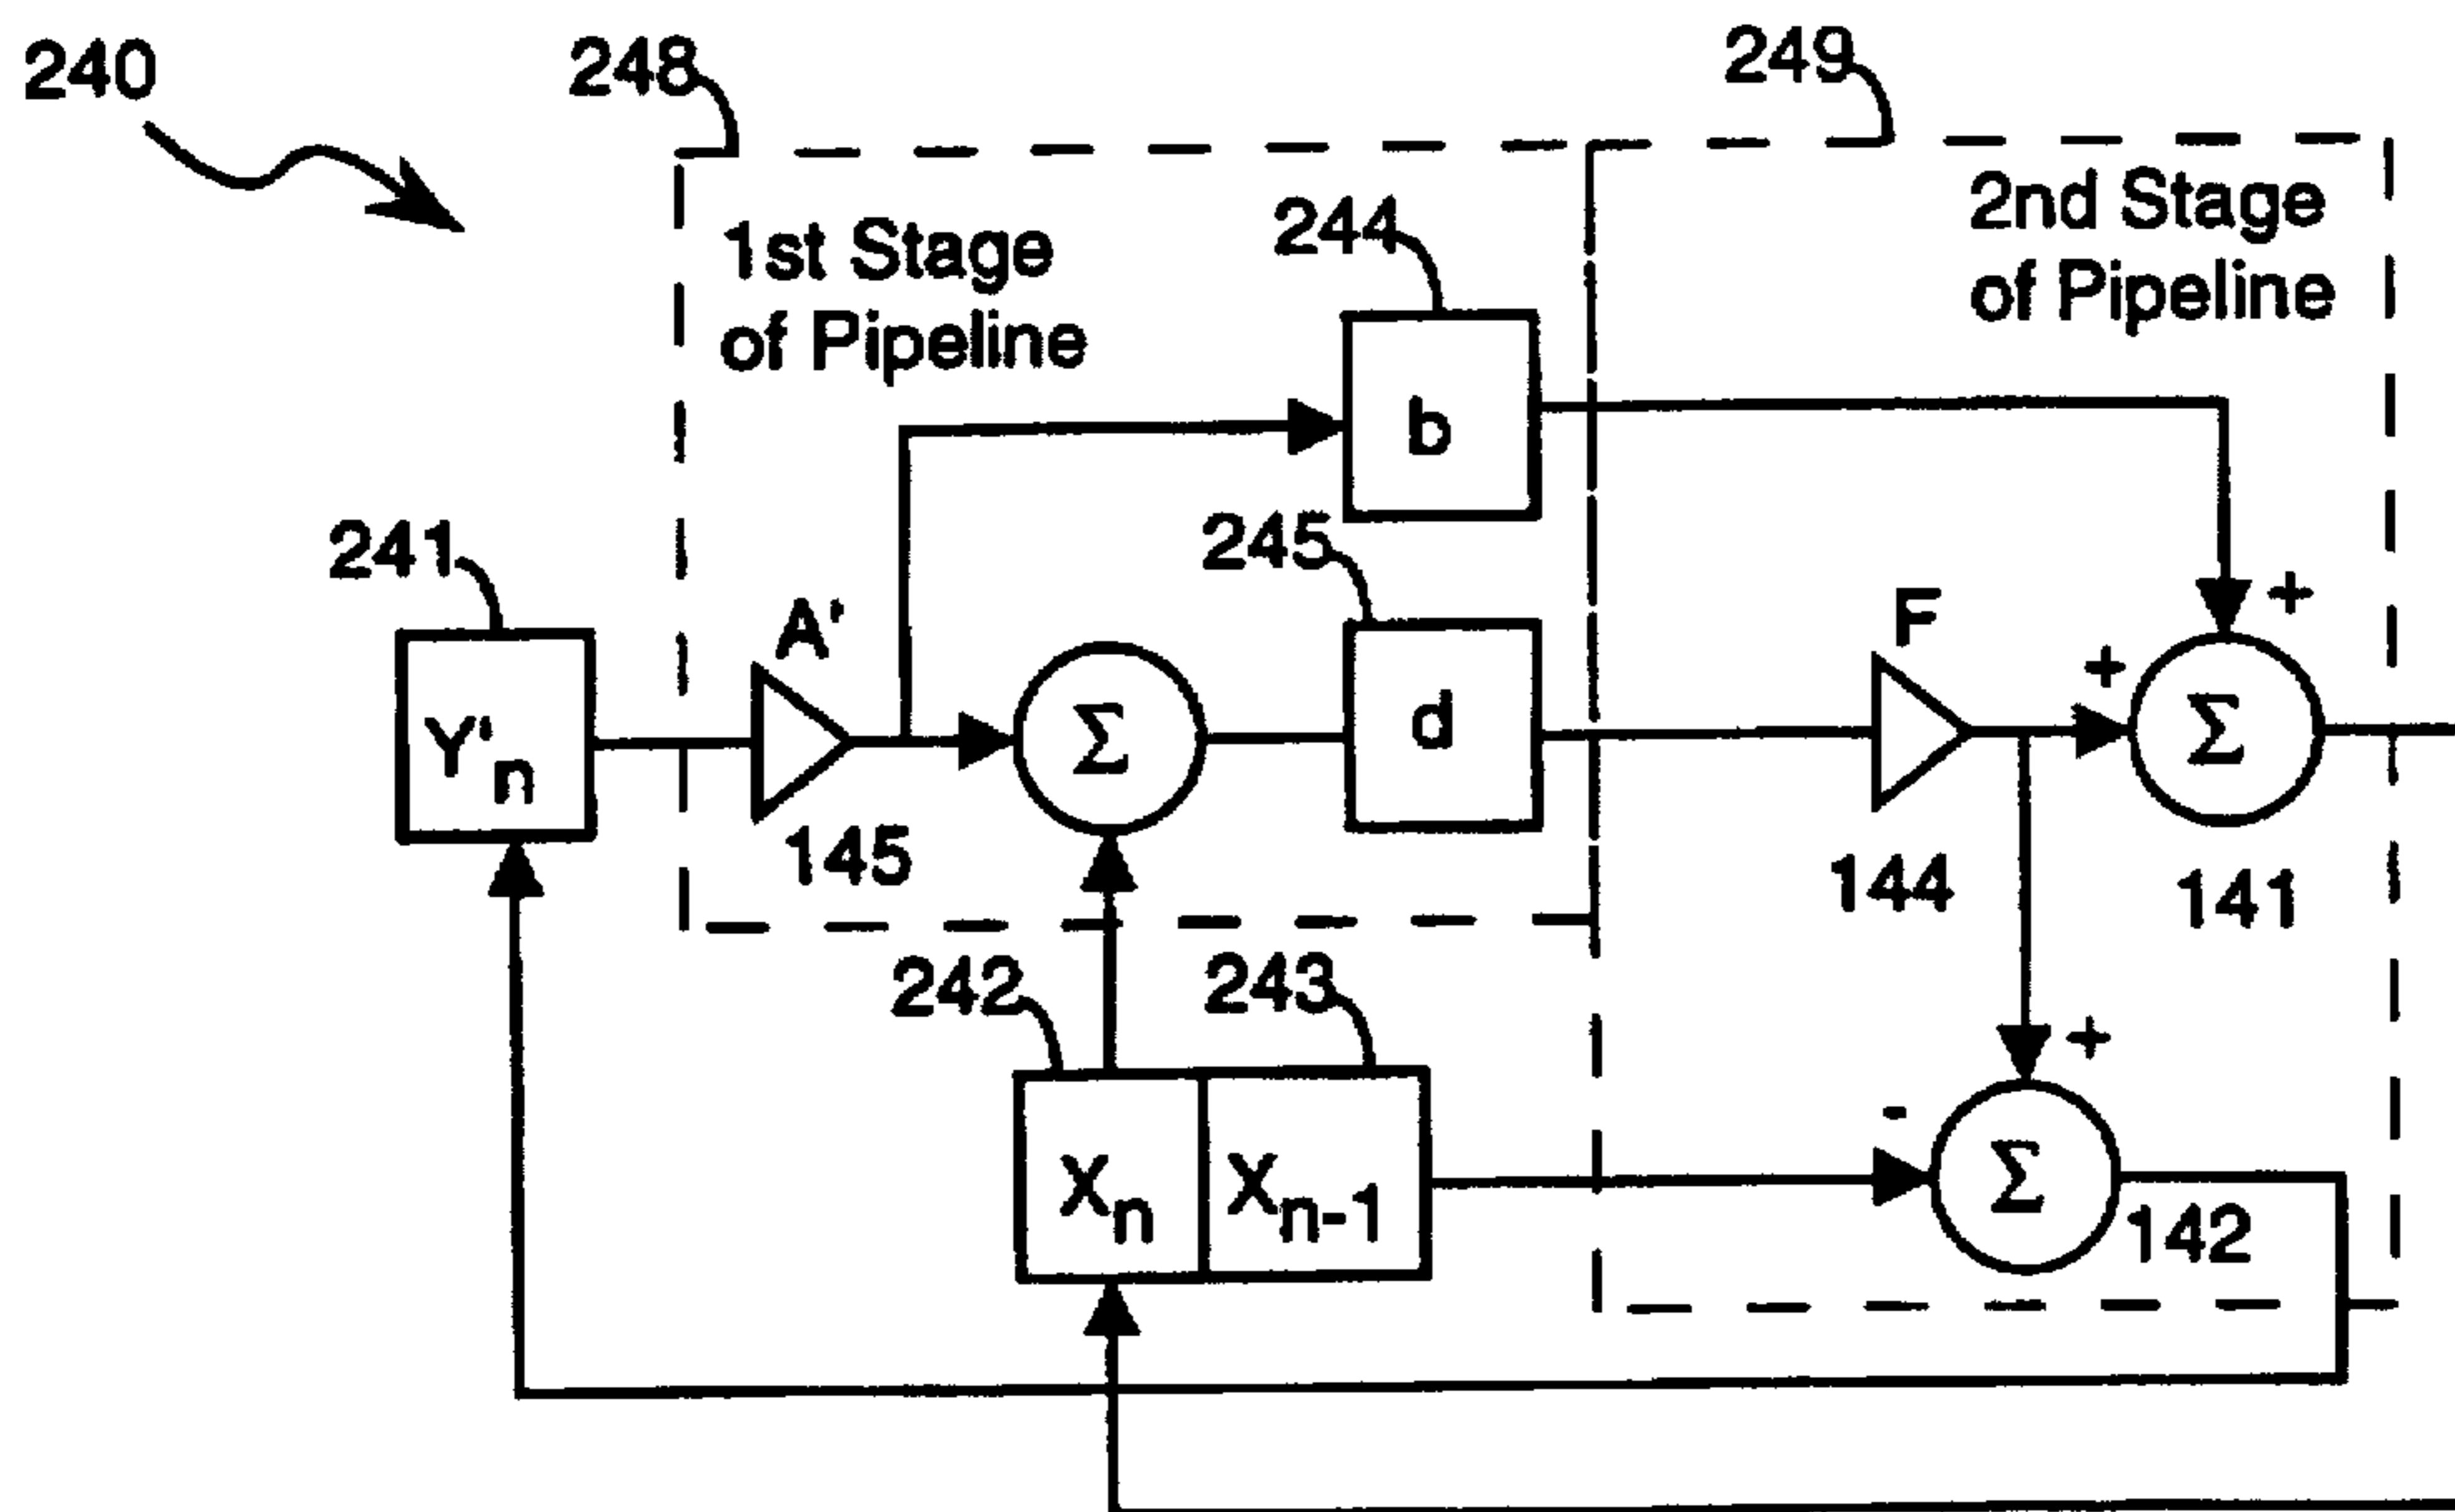 240
248
249
1st Stage
of Pipeline
2nd Stage
of Pipeline
244
b
241
245
Y'n
A'
145
Σ
d
F
144
+
+
Σ
141
242
243
Xn
Xn-1
+
-
Σ
142